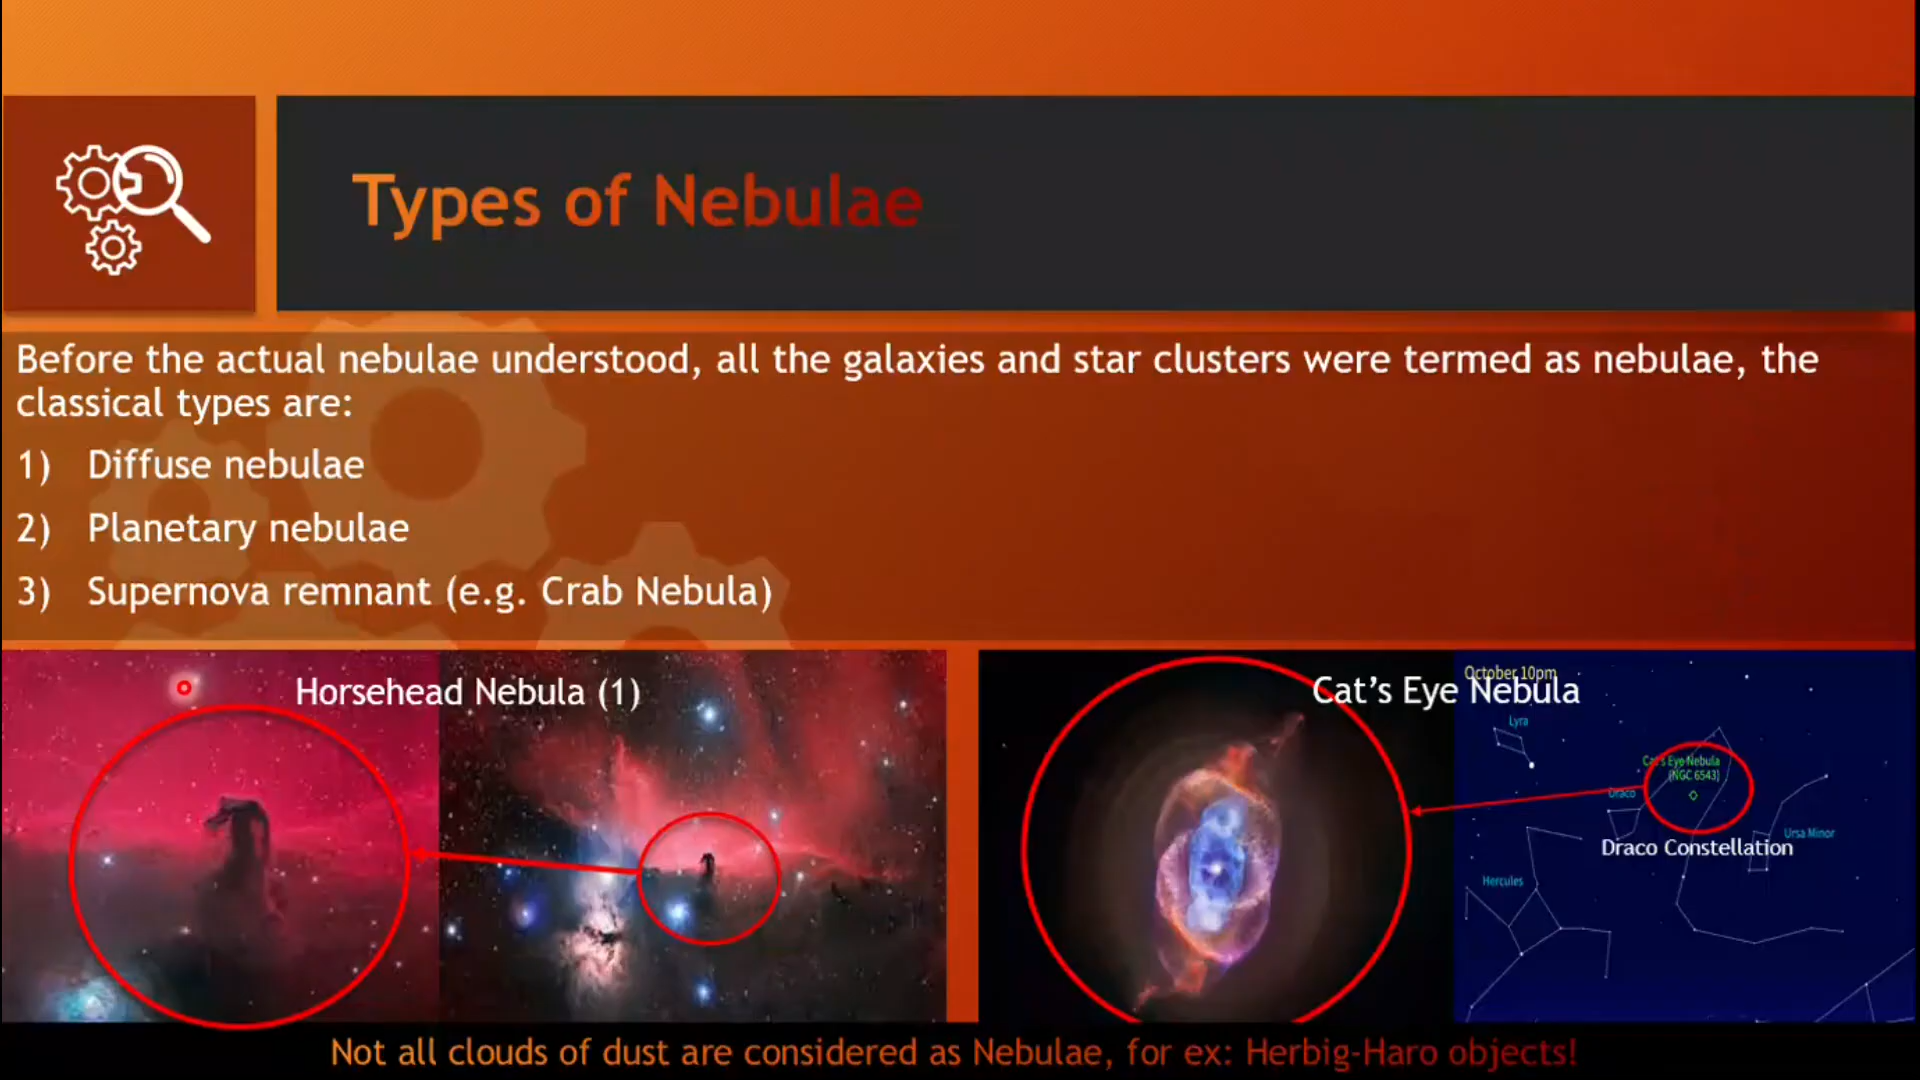 Types of Nebulae
Before the actual nebulae understood, all the galaxies and star clusters were termed as nebulae, the
classical types are:
1) Diffuse nebulae
2) Planetary nebulae
3) Supernova remnant (e.g. Crab Nebula)
Horsehead Nebula (1)
Cat's Eye Nebula
October 10pm
Lyra
Cat's Eye Nebula
(NGC 6543)
Draco
Ursa Minor
Draco Constellation
Hercules
Not all clouds of dust are considered as Nebulae, for ex: Herbig-Haro objects!